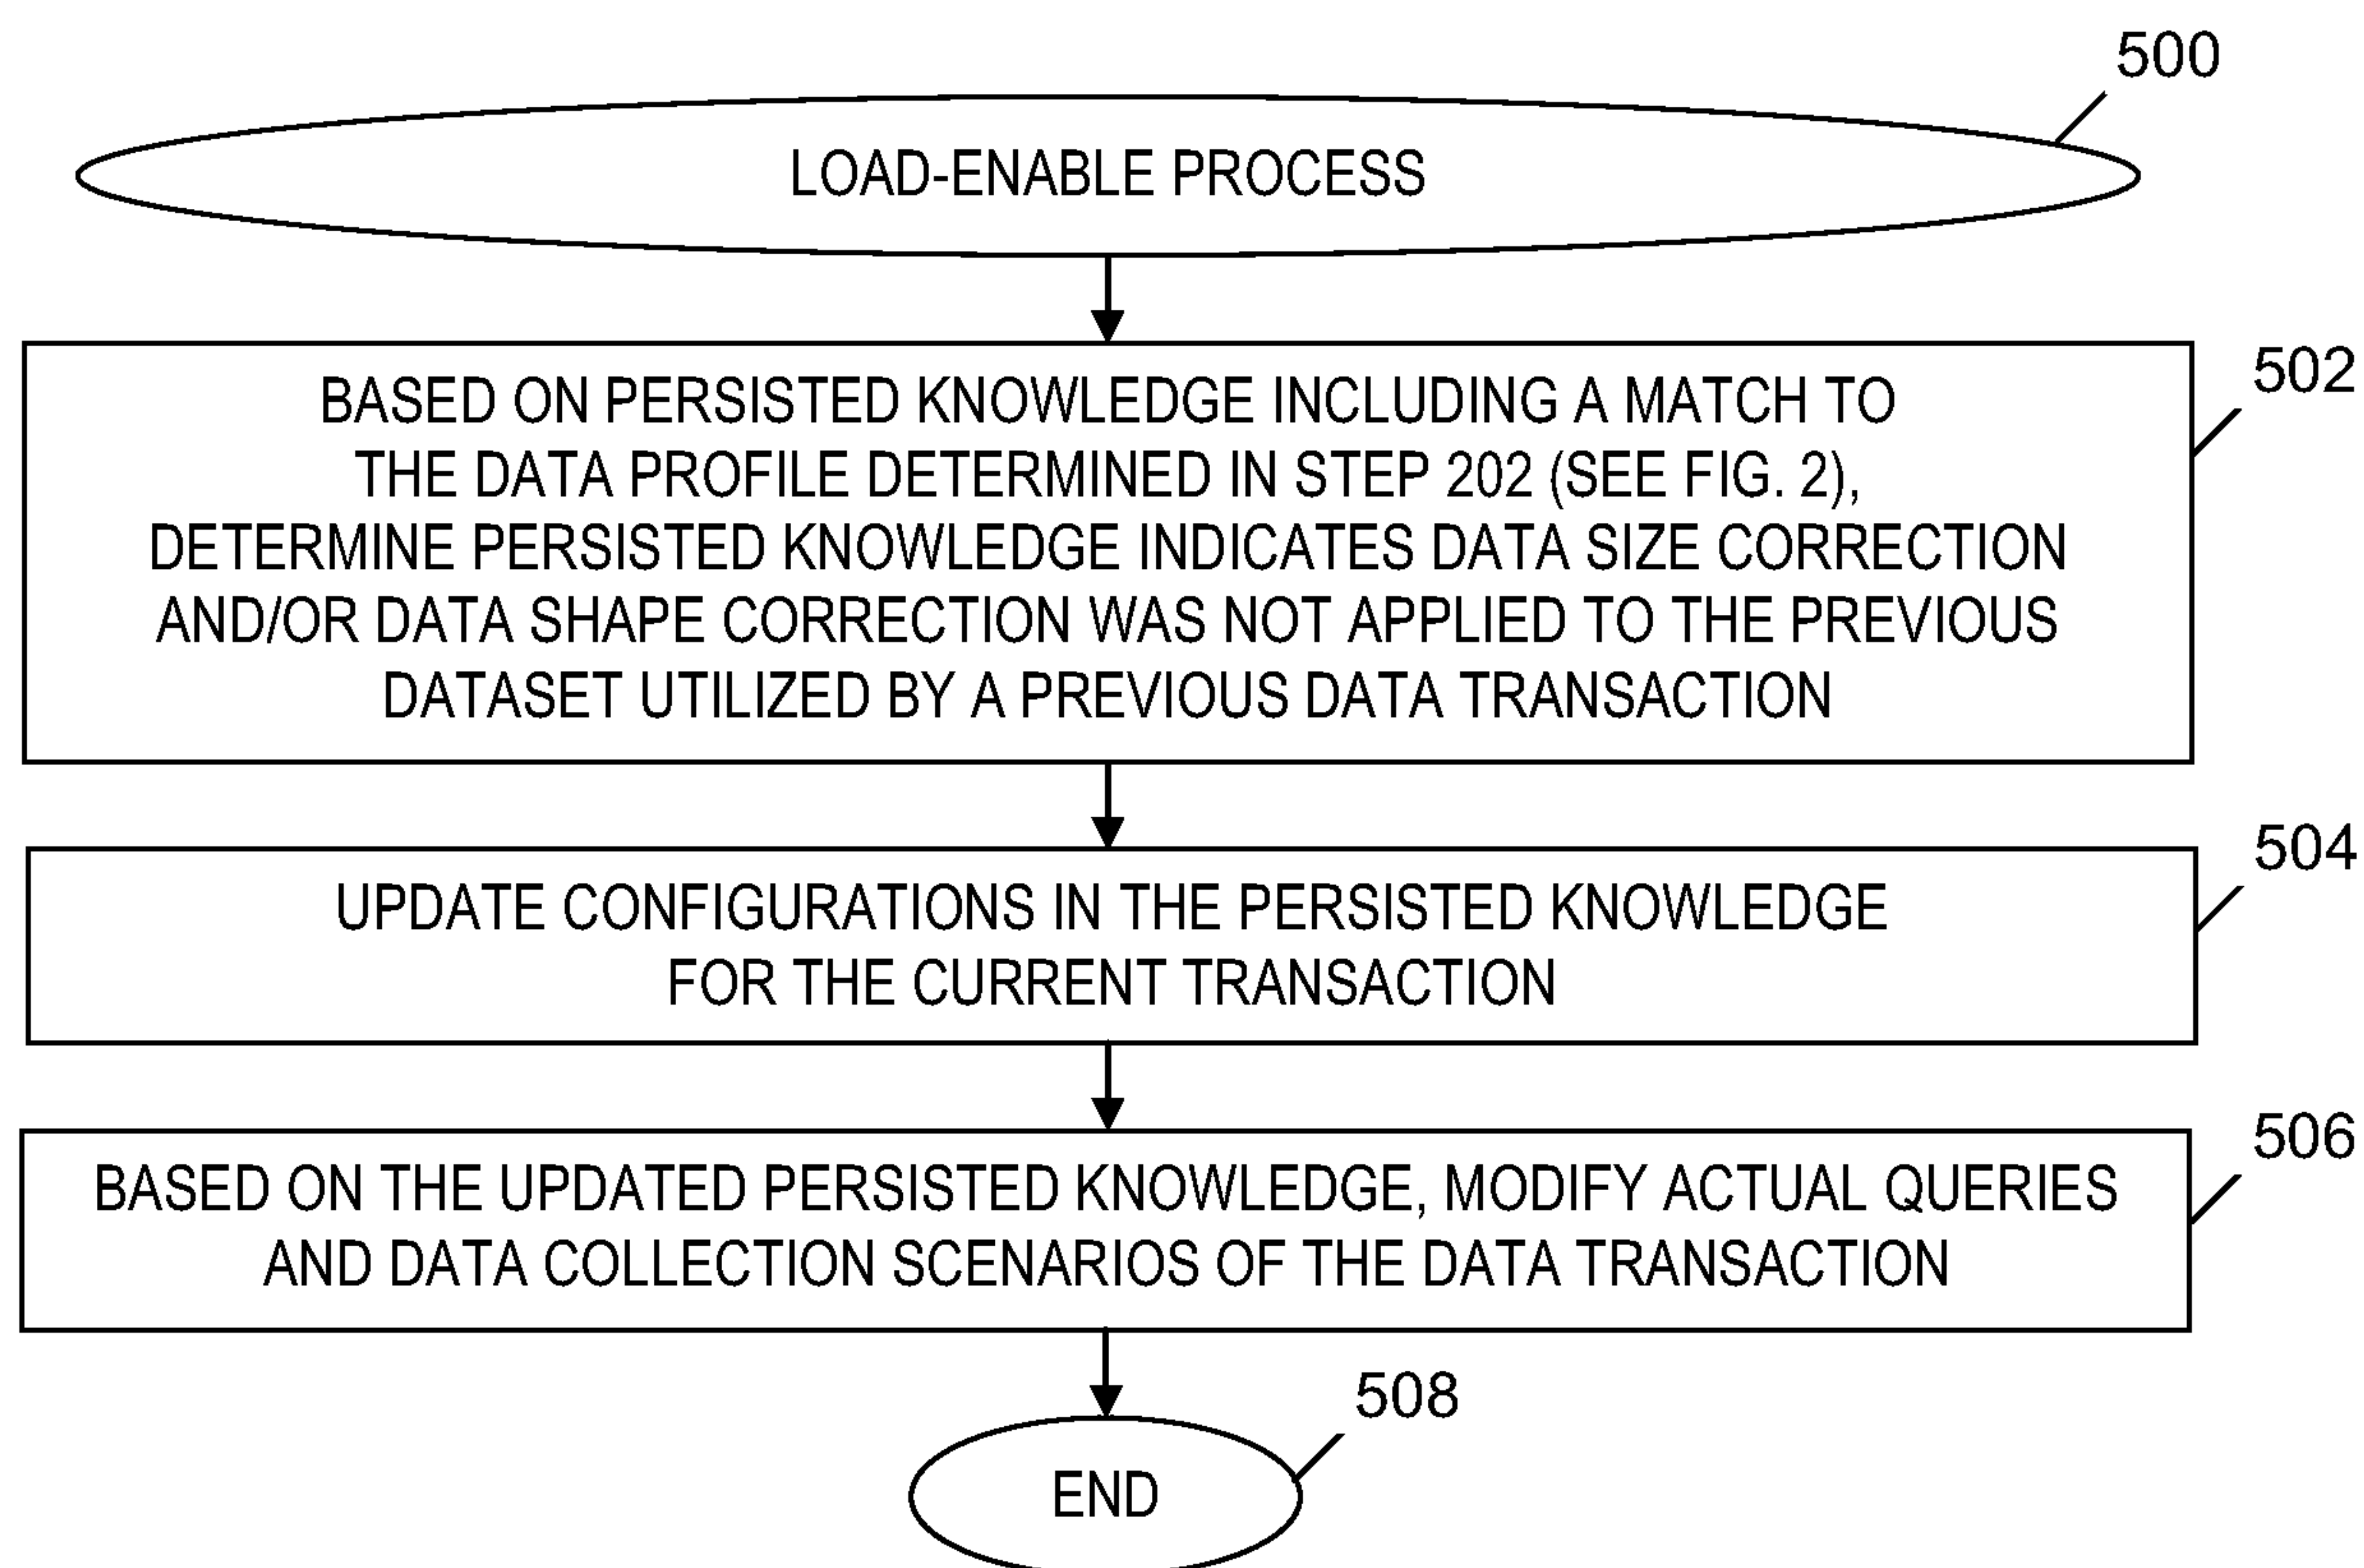 500
LOAD-ENABLE PROCESS
502
BASED ON PERSISTED KNOWLEDGE INCLUDING A MATCH TO
THE DATA PROFILE DETERMINED IN STEP 202 (SEE FIG. 2),
DETERMINE PERSISTED KNOWLEDGE INDICATES DATA SIZE CORRECTION
AND/OR DATA SHAPE CORRECTION WAS NOT APPLIED TO THE PREVIOUS
DATASET UTILIZED BY A PREVIOUS DATA TRANSACTION
504
UPDATE CONFIGURATIONS IN THE PERSISTED KNOWLEDGE
FOR THE CURRENT TRANSACTION
506
BASED ON THE UPDATED PERSISTED KNOWLEDGE, MODIFY ACTUAL QUERIES
AND DATA COLLECTION SCENARIOS OF THE DATA TRANSACTION
508
END